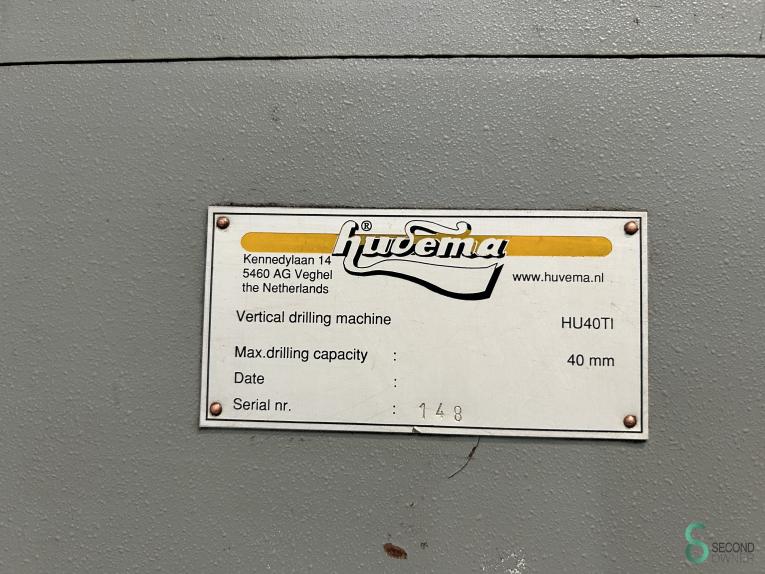 huvema®
Kennedylaan 14
5460 AG Veghel
the Netherlands
www.huvema.nl
Vertical drilling machine HU40TI
Max.drilling capacity : 40 mm
Date :
Serial nr. : 148
SECOND
OWNER